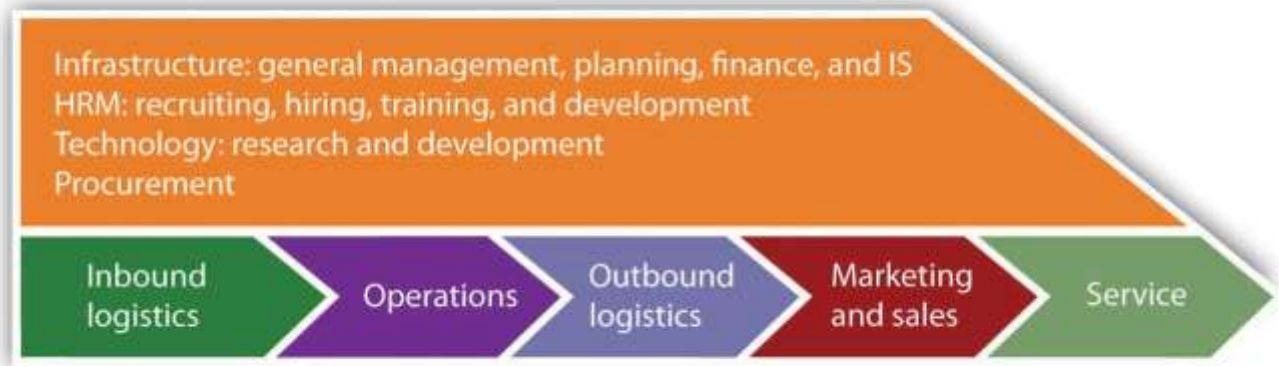 Infrastructure: general management, planning, finance, and IS
HRM: recruiting, hiring, training, and development
Technology: research and development
Procurement
Inbound
logistics
Operations
Outbound
logistics
Marketing
and sales
Service